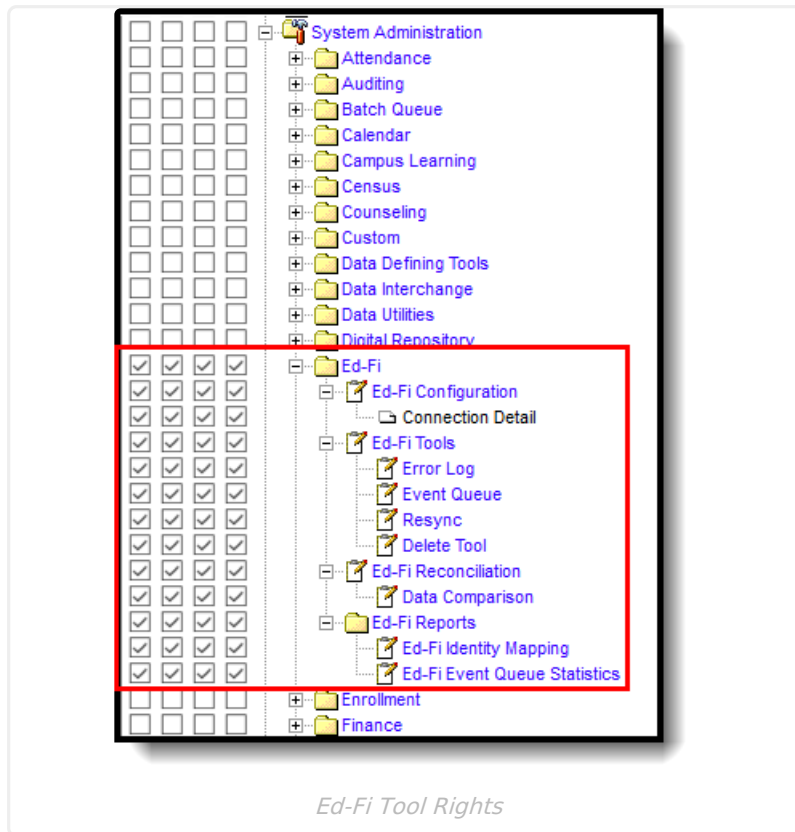 System Administration
Attendance
Auditing
Batch Queue
Calendar
Campus Learning
Census
Counseling
Custom
Data Defining Tools
Data Interchange
Data Utilities
Digital Repository
Ed-Fi
Ed-Fi Configuration
Connection Detail
Ed-Fi Tools
Error Log
Event Queue
Resync
Delete Tool
Ed-Fi Reconciliation
Data Comparison
Ed-Fi Reports
Ed-Fi Identity Mapping
Ed-Fi Event Queue Statistics
Enrollment
Finance
Ed-Fi Tool Rights